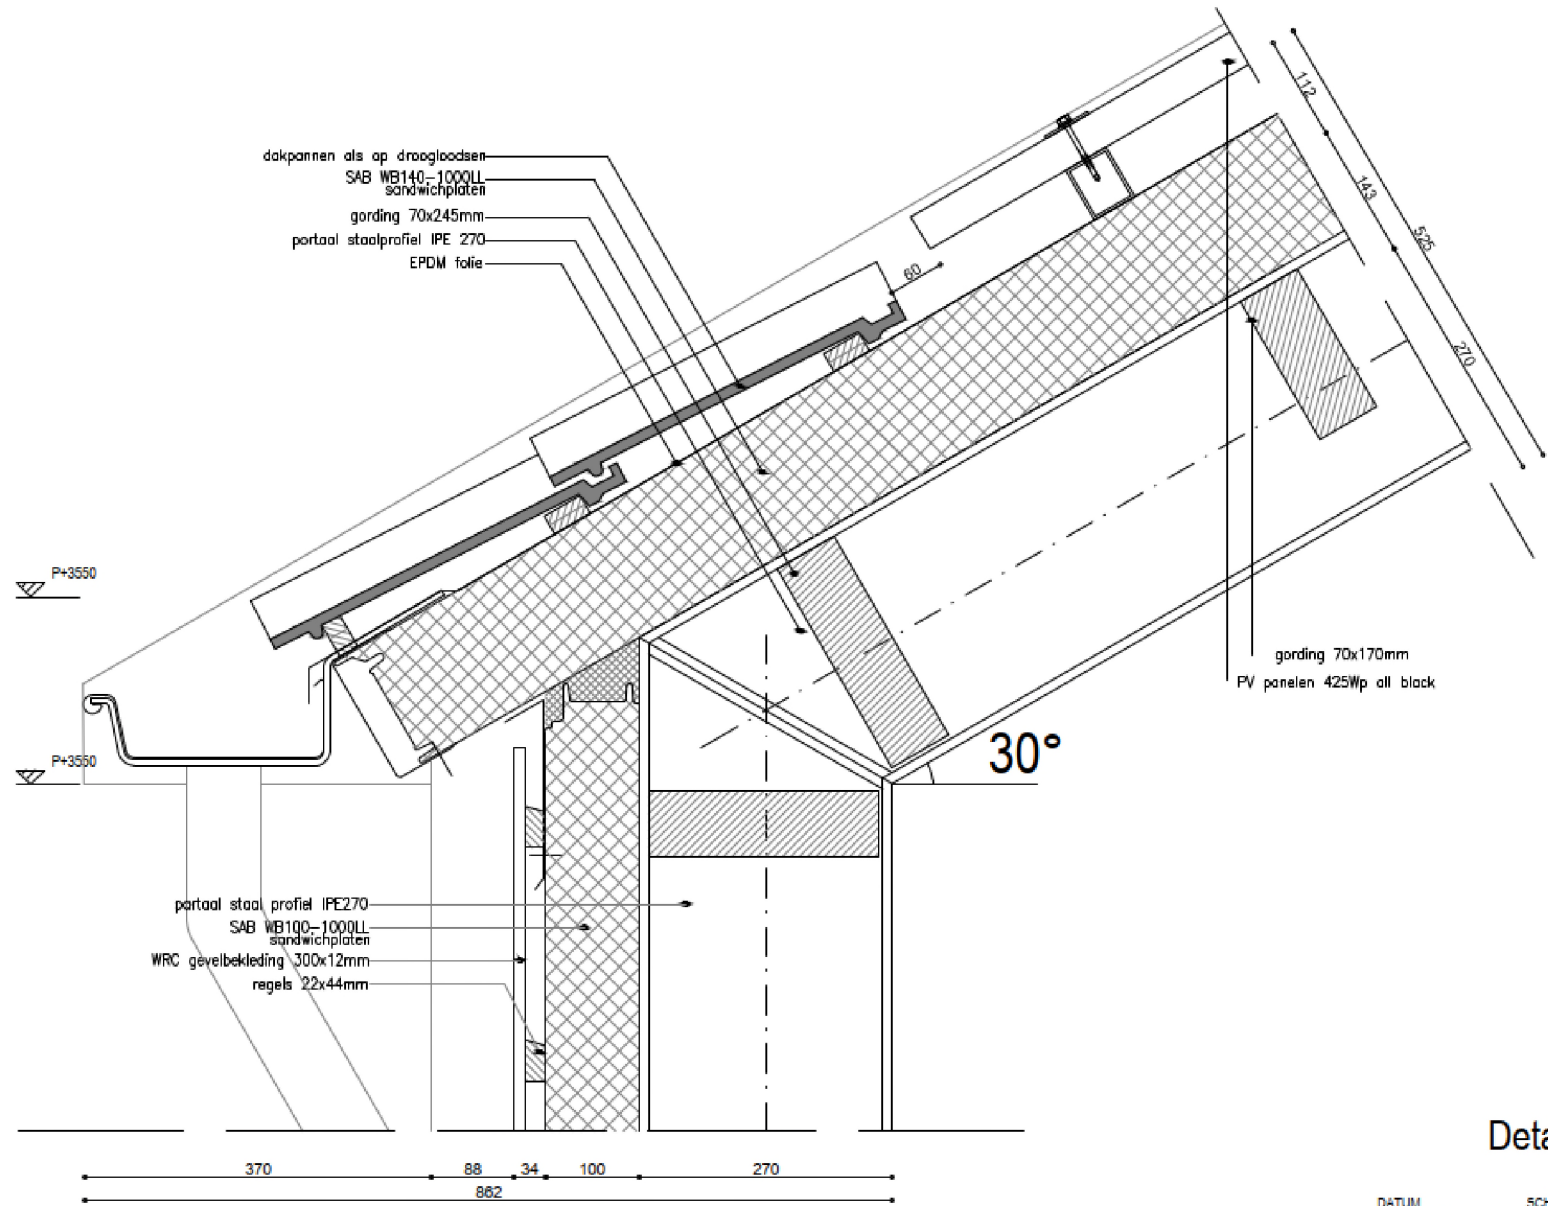 112
143
525
270
60
dakpannen als op droogloodsen
SAB WB140-1000LL
sandwichplaten
gording 70x245mm
portaal staalprofiel IPE 270
EPDM folie
P+3550
P+3550
gording 70x170mm
PV panelen 425Wp all black
30°
portaal staal profiel IPE270
SAB WB100-1000LL
sandwichplaten
WRC gevelbekleding 300x12mm
regels 22x44mm
370
88
34
100
270
862
Deta
DATUM
SCH